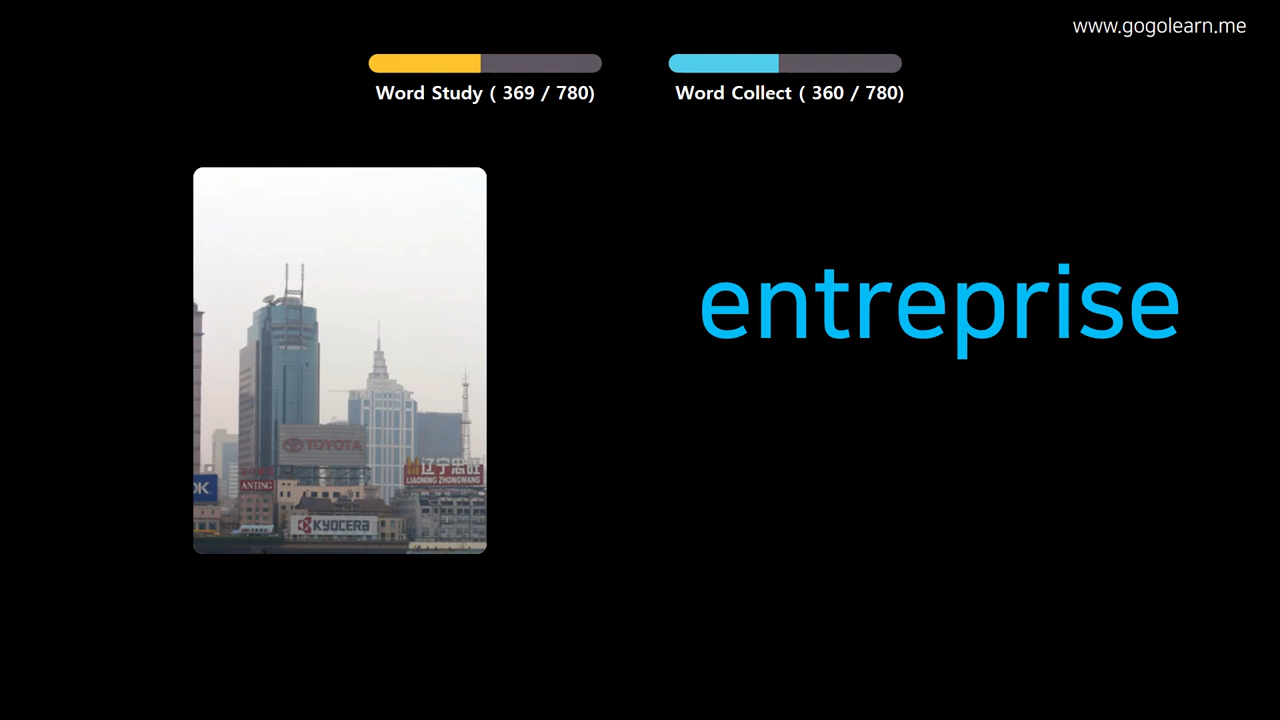 www.gogolearn.me
Word Study ( 369 / 780)
Word Collect ( 360 / 780)
entreprise
TOYOTA
辽宁忠旺
LIAONING ZHONGWANG
OK
ANTING
KYOCERA